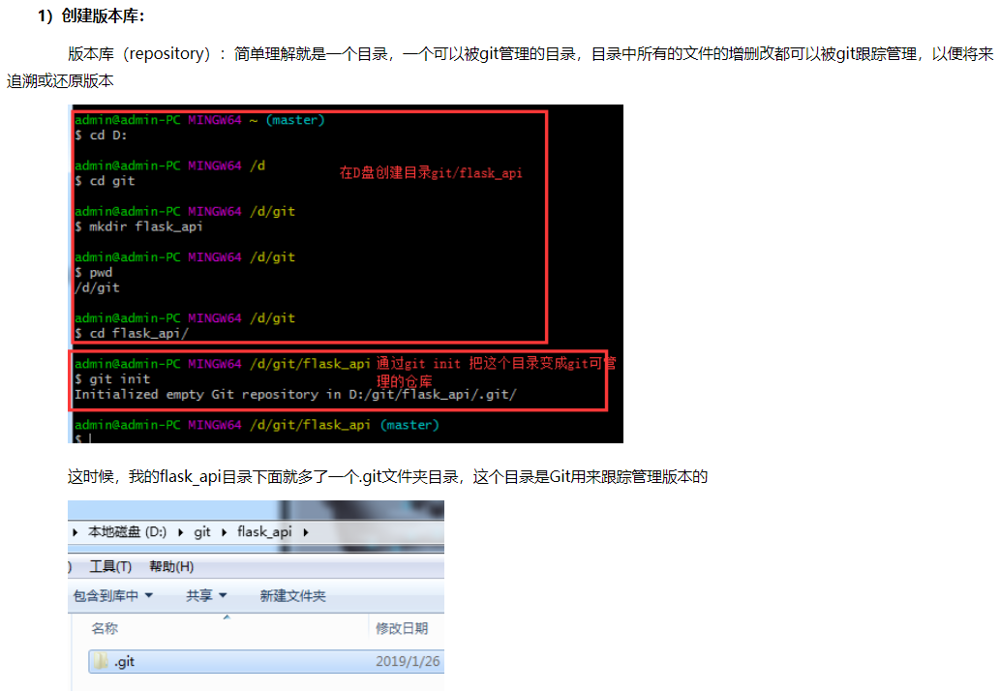 1）创建版本库：
版本库（repository）：简单理解就是一个目录，一个可以被git管理的目录，目录中所有的文件的增删改都可以被git跟踪管理，以便将来
追溯或还原版本
admin@admin-PC MINGW64 ~ (master)
$ cd D:
admin@admin-PC MINGW64 /d
在D盘创建目录git/flask_api
$ cd git
admin@admin-PC MINGW64 /d/git
$ mkdir flask_api
admin@admin-PC MINGW64 /d/git
$ pwd
/d/git
admin@admin-PC MINGW64 /d/git
$ cd flask_api/
admin@admin-PC MINGW64 /d/git/flask_api
通过git init 把这个目录变成git可管
理的仓库
$ git init
Initialized empty Git repository in D:/git/flask_api/.git/
admin@admin-PC MINGW64 /d/git/flask_api (master)
$
这时候，我的flask_api目录下面就多了一个.git文件夹目录，这个目录是Git用来跟踪管理版本的
本地磁盘 (D:) git flask_api
) 工具(T) 帮助(H)
包含到库中 共享 新建文件夹
名称 修改日期
.git 2019/1/26